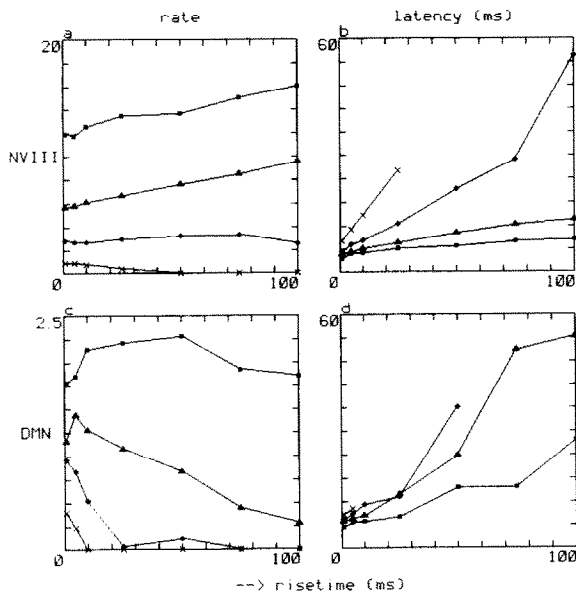 rate
latency (ms)
a
20
NVIII
0
100
b
60
0
100
c
2.5
DMN
0
100
d
60
0
100
--> risetime (ms)